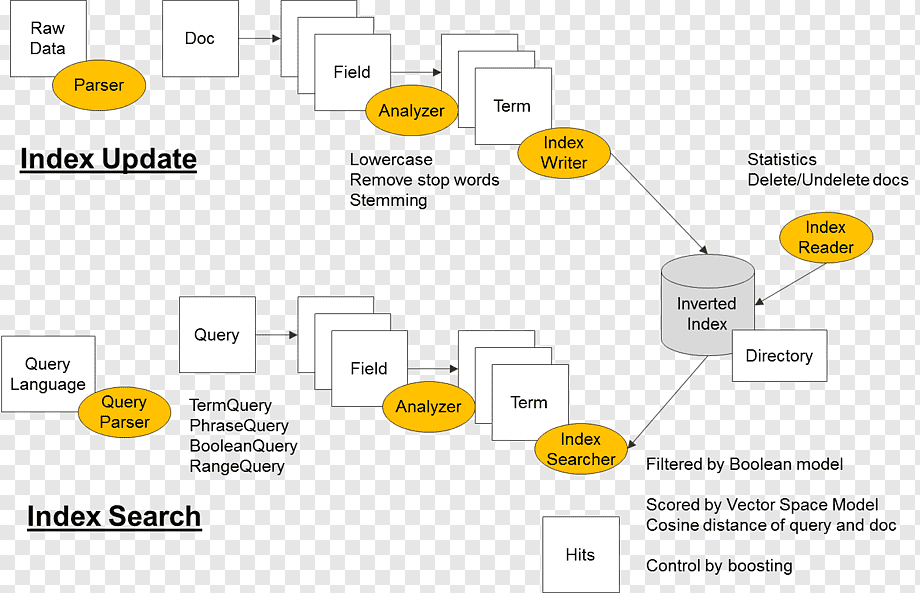 Raw
Data
Parser
Doc
Field
Analyzer
Term
Index
Writer
Index Update
Lowercase
Remove stop words
Stemming
Statistics
Delete/Undelete docs
Index
Reader
Inverted
Index
Directory
Query
Language
Query
Parser
Query
TermQuery
PhraseQuery
BooleanQuery
RangeQuery
Field
Analyzer
Term
Index
Searcher
Index Search
Filtered by Boolean model
Scored by Vector Space Model
Cosine distance of query and doc
Control by boosting
Hits